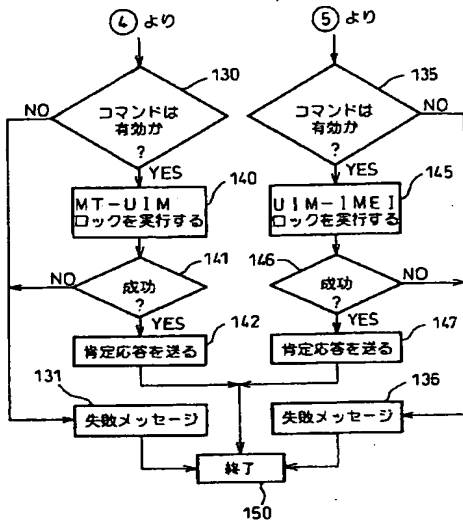 ④ より
⑤ より
130
135
コマンドは
有効か
?
NO
YES
コマンドは
有効か
?
NO
YES
140
MT-UIM
ロックを実行する
145
UIM-IMEI
ロックを実行する
141
成功
?
NO
YES
146
成功
?
NO
YES
142
肯定応答を送る
147
肯定応答を送る
131
失敗メッセージ
136
失敗メッセージ
終了
150